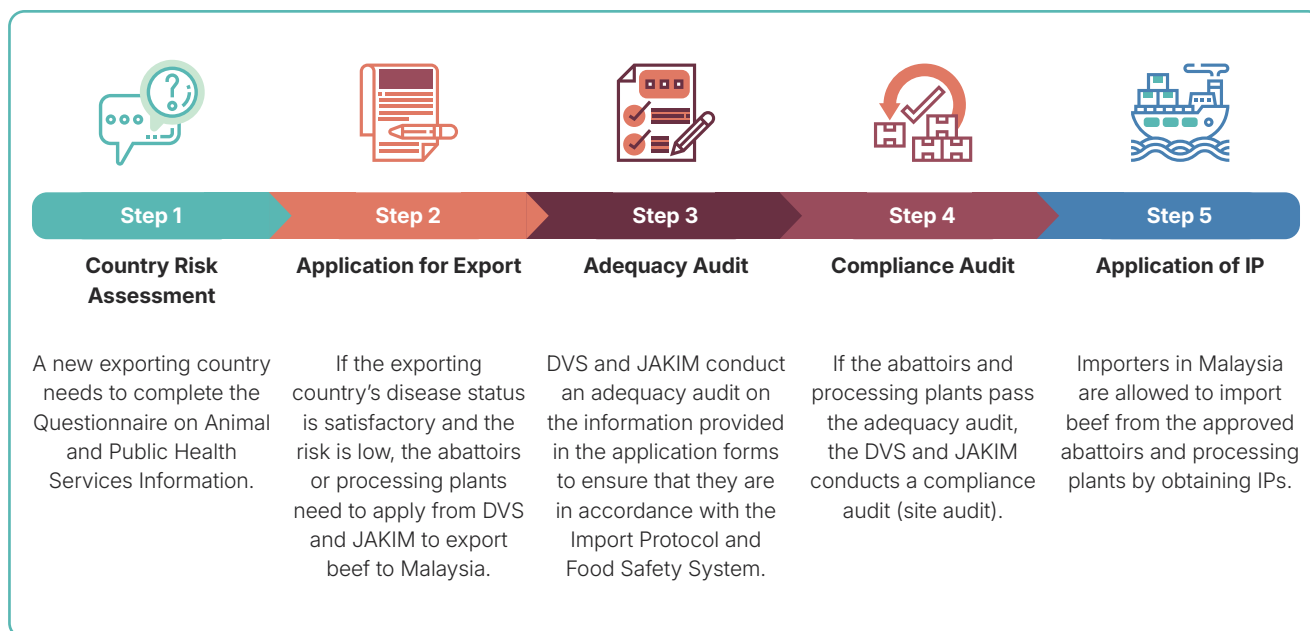 Step 1
Step 2
Step 3
Step 4
Step 5
Country Risk
Assessment
Application for Export
Adequacy Audit
Compliance Audit
Application of IP
A new exporting country
needs to complete the
Questionnaire on Animal
and Public Health
Services Information.
If the exporting
country’s disease status
is satisfactory and the
risk is low, the abattoirs
or processing plants
need to apply from DVS
and JAKIM to export
beef to Malaysia.
DVS and JAKIM conduct
an adequacy audit on
the information provided
in the application forms
to ensure that they are
in accordance with the
Import Protocol and
Food Safety System.
If the abattoirs and
processing plants pass
the adequacy audit,
the DVS and JAKIM
conducts a compliance
audit (site audit).
Importers in Malaysia
are allowed to import
beef from the approved
abattoirs and processing
plants by obtaining IPs.